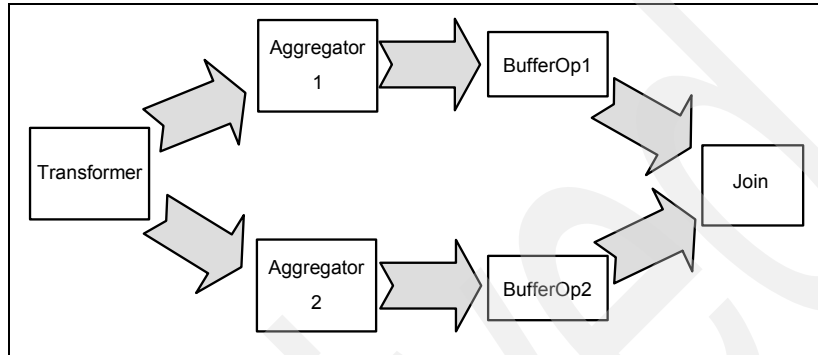 Aggregator
1
BufferOp1
Transformer
Join
Aggregator
2
BufferOp2